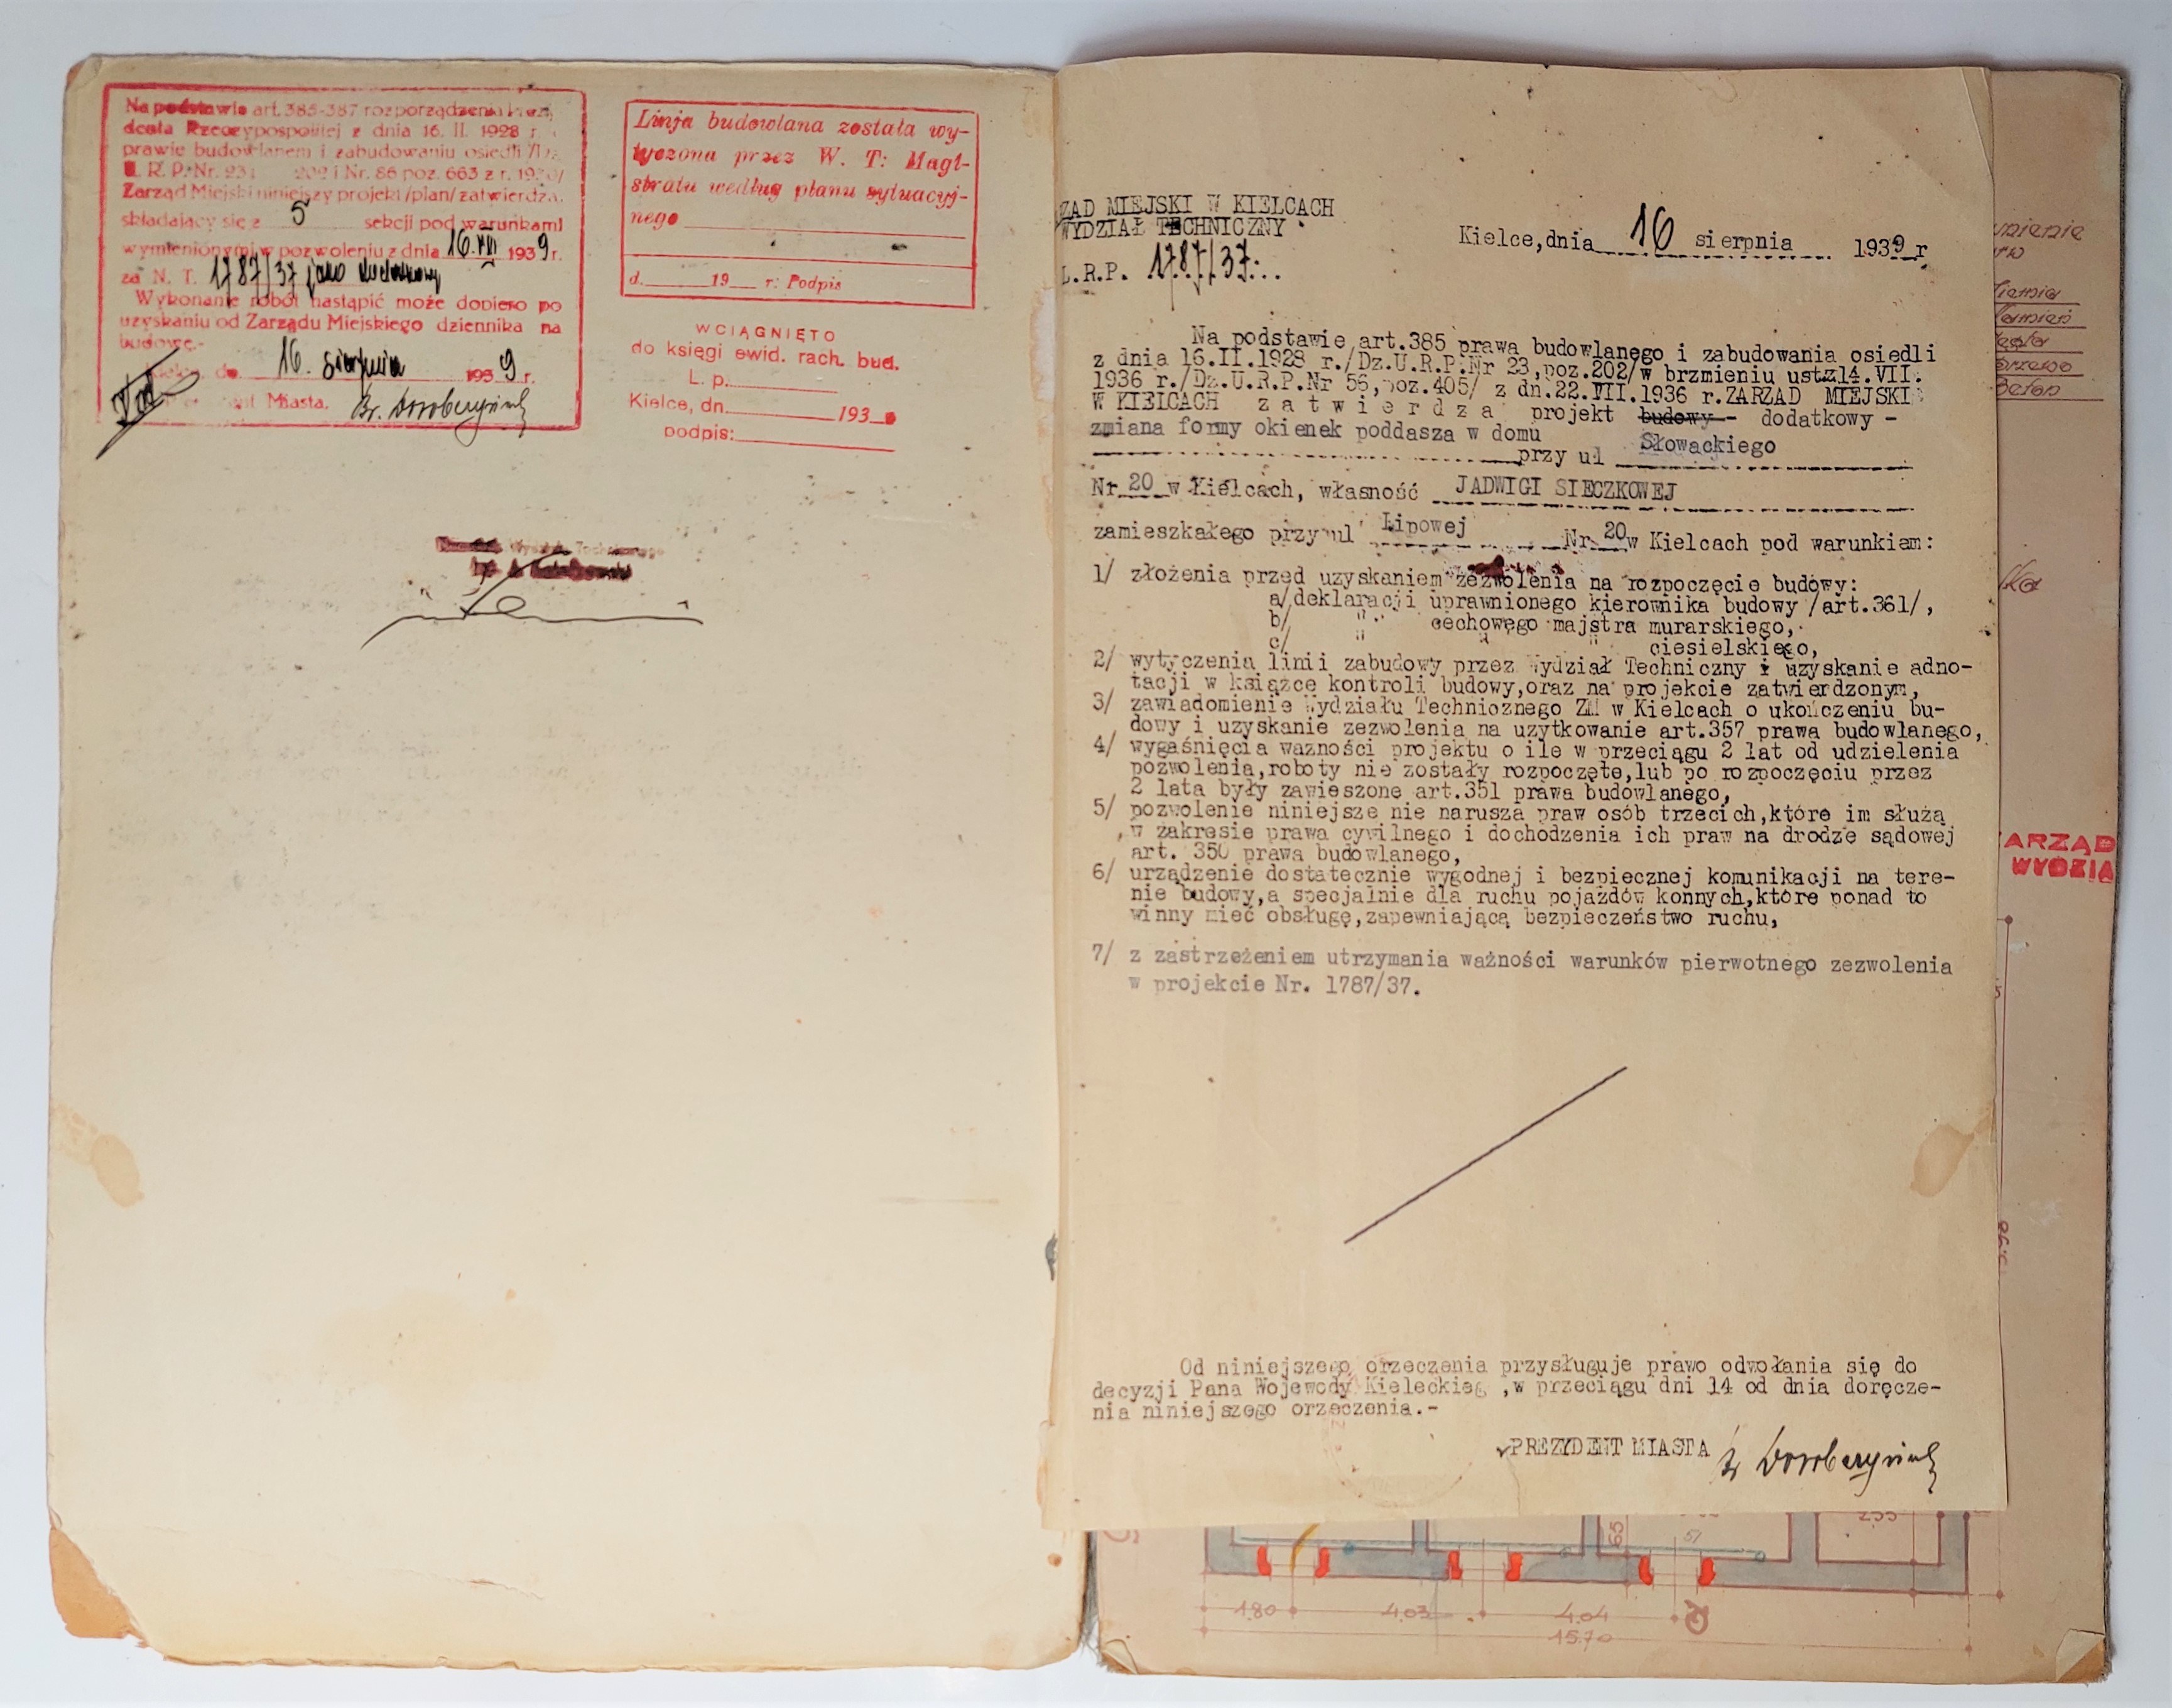 Na podstawie art. 385-387 rozporządzenia
denta Rzeczypospolitej z dnia 16. II. 1928 r.
prawie budowlanem i zabudowaniu osiedli
R. P. Nr. i Nr. 86 poz. 663 z r.
Zarząd Miejski niniejszy projekt /plan/ zatwierdza,
składający się z 5 sekcji pod warunkami
wymienionymi w pozwoleniu z dnia 16.VIII 1939 r.
za N. T. 1787/37 jako dodatkowy
Wykonanie robót nastąpić może dopiero po
uzyskaniu od Zarządu Miejskiego dziennika na
budowę.-
16. sierpnia 1939 r.
Miasta.
Linja budowlana została wy-
tyczona przez W. T: Magi-
stratu według planu sytuacyj-
nego
d. 19 r: Podpis
WCIĄGNIĘTO
do księgi ewid. rach. bud.
L. p.
Kielce, dn. 193
podpis:
Wydziału Technicznego
ZAD MIEJSKI W KIELCACH
WYDZIAŁ TECHNICZNY
L.R.P. 1787/37
Kielce,dnia 16 sierpnia 1939 r
Na podstawie art.385 prawa budowlanego i zabudowania osiedli
z dnia 16.II.1928 r./Dz.U.R.P.Nr 23,poz.202/w brzmieniu ust.z14.VII.
1936 r./Dz.U.R.P.Nr 56,poz.405/ z dn.22.VII.1936 r.ZARZAD MIEJSKI
W KIELCACH z a t w i e r d z a projekt budowy - dodatkowy -
zmiana formy okienek poddasza w domu
przy ul Słowackiego
Nr 20 w Kielcach, własność JADWIGI SIECZKOWEJ
zamieszkałego przy ul Lipowej Nr 20 w Kielcach pod warunkiem:
1/ złożenia przed uzyskaniem zezwolenia na rozpoczęcie budowy:
a/ deklaracji uprawnionego kierownika budowy /art.361/,
b/ " cechowego majstra murarskiego,
c/ " " " ciesielskiego,
2/ wytyczenia linii zabudowy przez Wydział Techniczny i uzyskanie adno-
tacji w książce kontroli budowy,oraz na projekcie zatwierdzonym,
3/ zawiadomienie Wydziału Technicznego ZM w Kielcach o ukończeniu bu-
dowy i uzyskanie zezwolenia na użytkowanie art.357 prawa budowlanego,
4/ wygaśnięcia ważności projektu o ile w przeciągu 2 lat od udzielenia
pozwolenia,roboty nie zostały rozpoczęte,lub po rozpoczęciu przez
2 lata były zawieszone art.351 prawa budowlanego,
5/ pozwolenie niniejsze nie narusza praw osób trzecich,które im służą
w zakresie prawa cywilnego i dochodzenia ich praw na drodze sądowej
art. 350 prawa budowlanego,
6/ urządzenie dostatecznie wygodnej i bezpiecznej komunikacji na tere-
nie budowy,a specjalnie dla ruchu pojazdów konnych,które ponad to
winny mieć obsługę,zapewniającą bezpieczeństwo ruchu,
7/ z zastrzeżeniem utrzymania ważności warunków pierwotnego zezwolenia
w projekcie Nr. 1787/37.
Od niniejszego orzeczenia przysługuje prawo odwołania się do
decyzji Pana Wojewody Kieleckieg ,w przeciągu dni 14 od dnia doręcze-
nia niniejszego orzeczenia.-
PREZYDENT MIASTA
ARZĄD
WYDZIA
65
51
1.80 4.03 4.04
15.70